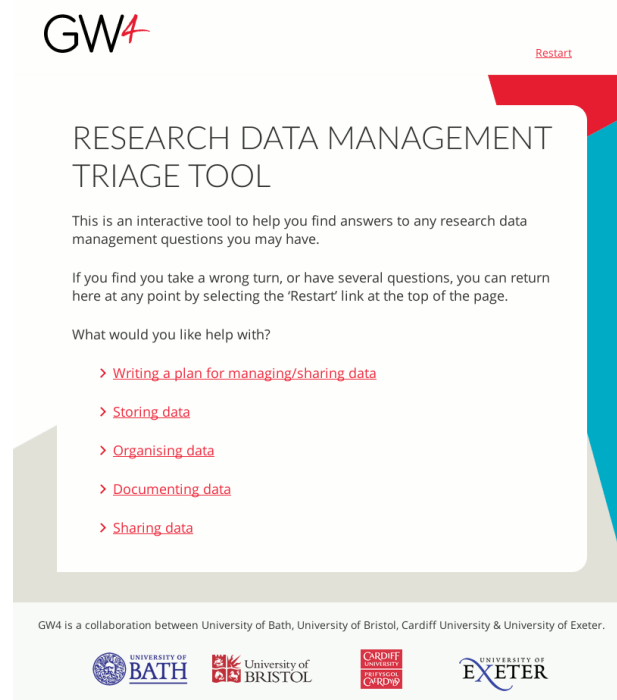 GW4
Restart
RESEARCH DATA MANAGEMENT
TRIAGE TOOL
This is an interactive tool to help you find answers to any research data
management questions you may have.
If you find you take a wrong turn, or have several questions, you can return
here at any point by selecting the ‘Restart’ link at the top of the page.
What would you like help with?
Writing a plan for managing/sharing data
Storing data
Organising data
Documenting data
Sharing data
GW4 is a collaboration between University of Bath, University of Bristol, Cardiff University & University of Exeter.
UNIVERSITY OF
BATH
University of
BRISTOL
CARDIFF
UNIVERSITY
PRIFYSGOL
CAERDYDD
UNIVERSITY OF
EXETER